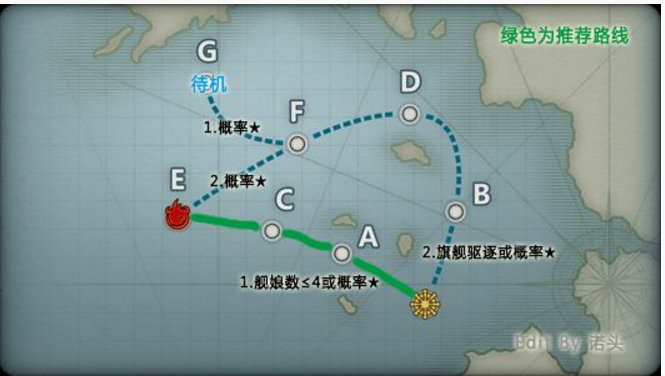 绿色为推荐路线
G
待机
D
F
1.概率★
E
2.概率★
C
B
A
2.旗舰驱逐或概率★
1.舰娘数≤4或概率★
Edit By 诺头